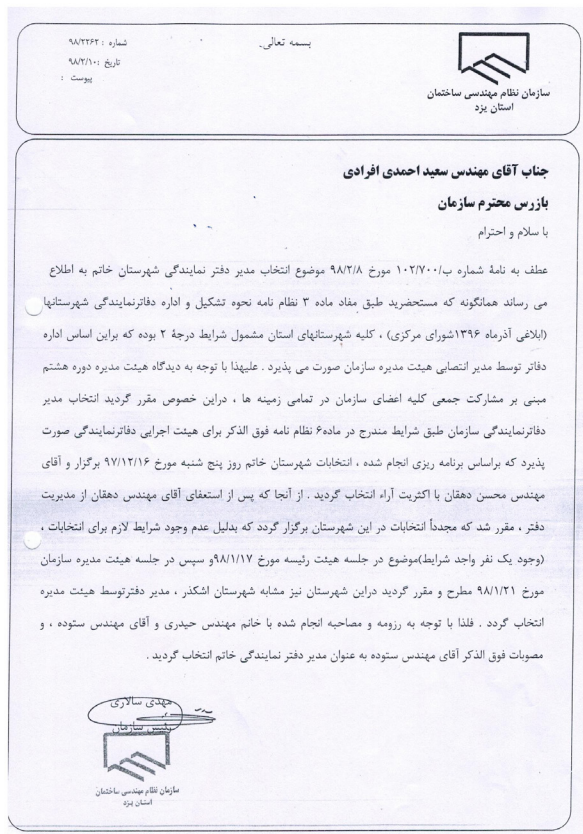 بسمه تعالی
شماره : ۹۸/۲۲۶۲
تاریخ : ۹۸/۲/۱۰
پیوست :
سازمان نظام مهندسی ساختمان
استان یزد
جناب آقای مهندس سعید احمدی افرادی
بازرس محترم سازمان
با سلام و احترام
عطف به نامهٔ شماره ب/۱۰۲/۷۰۰ مورخ ۹۸/۲/۸ موضوع انتخاب مدیر دفتر نمایندگی شهرستان خاتم به اطلاع
می رساند همانگونه که مستحضرید طبق مفاد ماده ۳ نظام نامه نحوه تشکیل و اداره دفاترنمایندگی شهرستانها
(ابلاغی آذرماه ۱۳۹۶شورای مرکزی) ، کلیه شهرستانهای استان مشمول شرایط درجهٔ ۲ بوده که براین اساس اداره
دفاتر توسط مدیر انتصابی هیئت مدیره سازمان صورت می پذیرد . علیهذا با توجه به دیدگاه هیئت مدیره دوره هشتم
مبنی بر مشارکت جمعی کلیه اعضای سازمان در تمامی زمینه ها ، دراین خصوص مقرر گردید انتخاب مدیر
دفاترنمایندگی سازمان طبق شرایط مندرج در ماده۶ نظام نامه فوق الذکر برای هیئت اجرایی دفاترنمایندگی صورت
پذیرد که براساس برنامه ریزی انجام شده ، انتخابات شهرستان خاتم روز پنج شنبه مورخ ۹۷/۱۲/۱۶ برگزار و آقای
مهندس محسن دهقان با اکثریت آراء انتخاب گردید . از آنجا که پس از استعفای آقای مهندس دهقان از مدیریت
دفتر ، مقرر شد که مجدداً انتخابات در این شهرستان برگزار گردد که بدلیل عدم وجود شرایط لازم برای انتخابات ،
(وجود یک نفر واجد شرایط)موضوع در جلسه هیئت رئیسه مورخ ۹۸/۱/۱۷و سپس در جلسه هیئت مدیره سازمان
مورخ ۹۸/۱/۲۱ مطرح و مقرر گردید دراین شهرستان نیز مشابه شهرستان اشکذر ، مدیر دفترتوسط هیئت مدیره
انتخاب گردد . فلذا با توجه به رزومه و مصاحبه انجام شده با خانم مهندس حیدری و آقای مهندس ستوده ، و
مصوبات فوق الذکر آقای مهندس ستوده به عنوان مدیر دفتر نمایندگی خاتم انتخاب گردید .
مهدی سالاری
رئیس سازمان
سازمان نظام مهندسی ساختمان
استان یزد